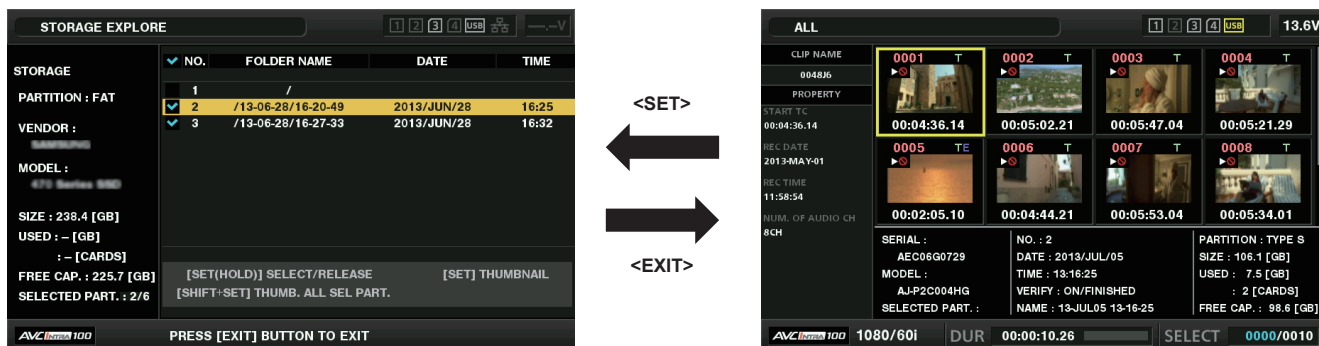 STORAGE EXPLORE
1 2 3 4 USB
--.-V
STORAGE
PARTITION : FAT
VENDOR :
SAMSUNG
MODEL :
470 Series SSD
SIZE : 238.4 [GB]
USED : – [GB]
: – [CARDS]
FREE CAP. : 225.7 [GB]
SELECTED PART. : 2/6
NO. FOLDER NAME DATE TIME
1 /
2 /13-06-28/16-20-49 2013/JUN/28 16:25
3 /13-06-28/16-27-33 2013/JUN/28 16:32
[SET(HOLD)] SELECT/RELEASE [SET] THUMBNAIL
[SHIFT+SET] THUMB. ALL SEL PART.
AVC INTRA 100 PRESS [EXIT] BUTTON TO EXIT
<SET>
<EXIT>
ALL
1 2 3 4 USB
13.6V
CLIP NAME
0048J6
PROPERTY
START TC
00:04:36.14
REC DATE
2013-MAY-01
REC TIME
11:58:54
NUM. OF AUDIO CH
8CH
0001 T 0002 T 0003 T 0004 T
00:04:36.14 00:05:02.21 00:05:47.04 00:05:21.29
0005 TE 0006 T 0007 T 0008 T
00:02:05.10 00:04:44.21 00:05:53.04 00:05:34.01
SERIAL :
AEC06G0729
MODEL :
AJ-P2C004HG
SELECTED PART. :
NO. : 2
DATE : 2013/JUL/05
TIME : 13:16:25
VERIFY : ON/FINISHED
NAME : 13-JUL05 13-16-25
PARTITION : TYPE S
SIZE : 106.1 [GB]
USED : 7.5 [GB]
: 2 [CARDS]
FREE CAP. : 98.6 [GB]
AVC INTRA 100 1080/60i DUR 00:00:10.26 SELECT 0000/0010